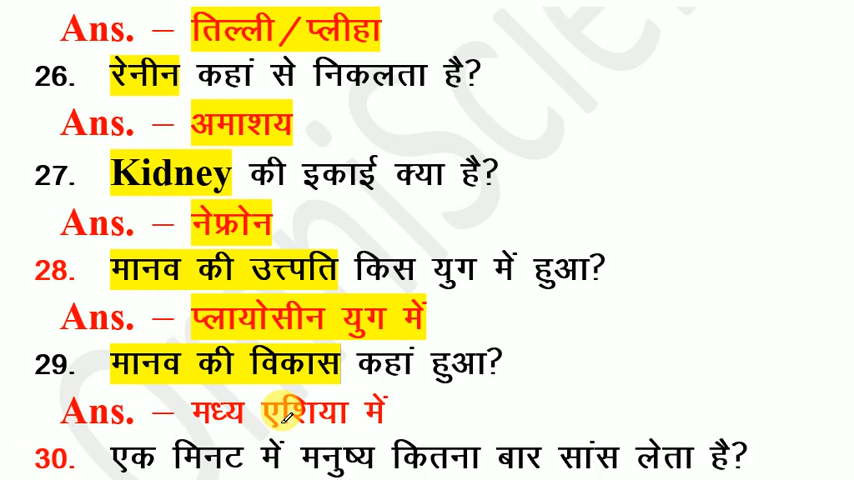 Ans. – तिल्ली/प्लीहा
26. रेनीन कहां से निकलता है?
Ans. – अमाशय
27. Kidney की इकाई क्या है?
Ans. – नेफ्रोन
28. मानव की उत्त्पति किस युग में हुआ?
Ans. – प्लायोसीन युग में
29. मानव की विकास कहां हुआ?
Ans. – मध्य एशिया में
30. एक मिनट में मनुष्य कितना बार सांस लेता है?